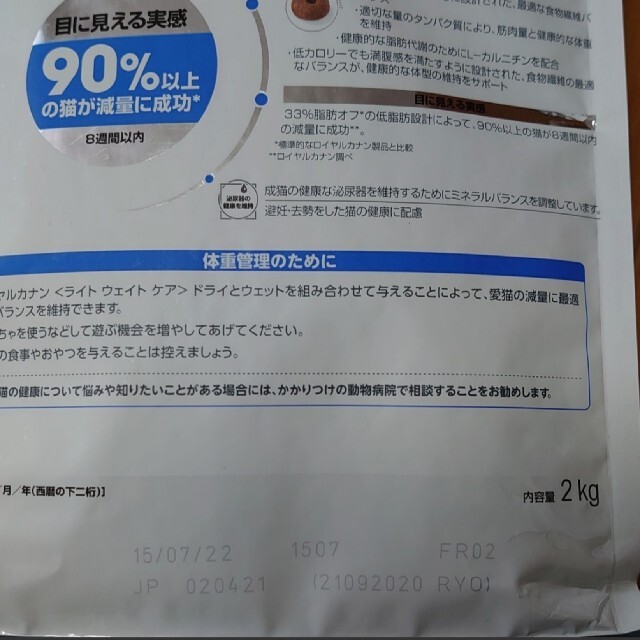 目に見える実感
90%以上
の猫が減量に成功*
8週間以内
設計された、最適な食物繊維バ
・適切な量のタンパク質により、筋肉量と健康的な体重
を維持
・健康的な脂肪代謝のためにL-カルニチンを配合
・低カロリーでも満腹感を満たすように設計された、食物繊維の最適
なバランスが、健康的な体型の維持をサポート
目に見える実感
33%脂肪オフ*の低脂肪設計によって、90%以上の猫が8週間以内
の減量に成功**。
*標準的なロイヤルカナン製品と比較
**ロイヤルカナン調べ
泌尿器の
健康を維持
成猫の健康な泌尿器を維持するためにミネラルバランスを調整しています。
避妊・去勢をした猫の健康に配慮
体重管理のために
ヤルカナン <ライト ウェイト ケア> ドライとウェットを組み合わせて与えることによって、愛猫の減量に最適
バランスを維持できます。
ちゃを使うなどして遊ぶ機会を増やしてあげてください。
の食事やおやつを与えることは控えましょう。
猫の健康について悩みや知りたいことがある場合には、かかりつけの動物病院で相談することをお勧めします。
/月/年(西暦の下二桁)]
内容量 2kg
15/07/22 1507 FR02
JP 020421 (21092020 RYO)